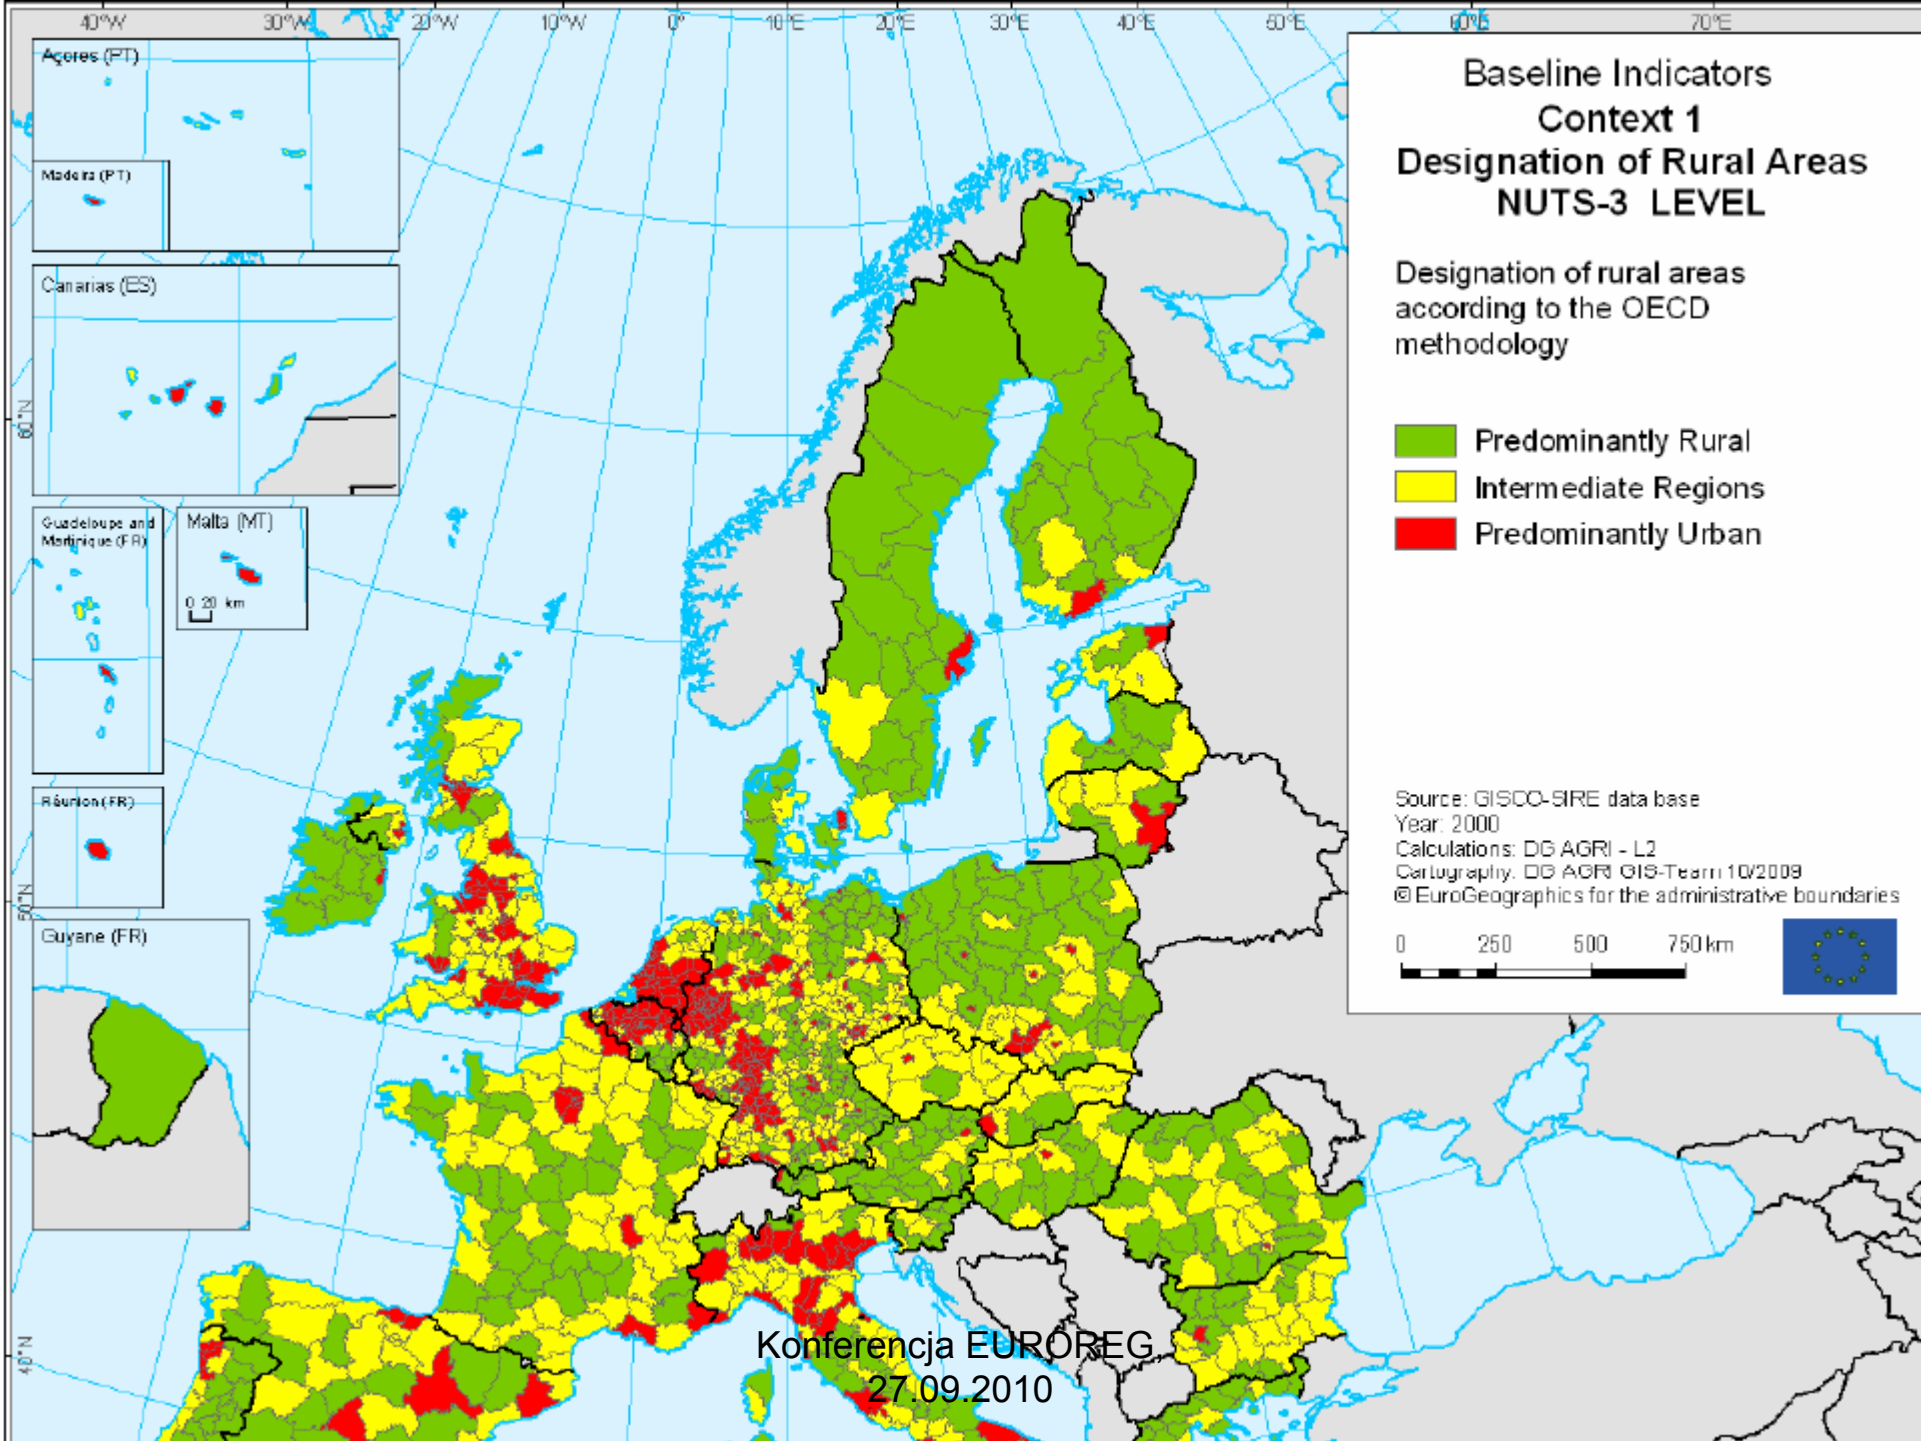 40°W
30°W
20°W
10°W
0°
10°E
20°E
30°E
40°E
50°E
60°E
70°E
60°N
50°N
40°N
Açores (PT)
Madeira (PT)
Canarias (ES)
Guadeloupe and
Martinique (FR)
Malta (MT)
0 20 km
Réunion (FR)
Guyane (FR)
Baseline Indicators
Context 1
Designation of Rural Areas
NUTS-3 LEVEL
Designation of rural areas
according to the OECD
methodology
Predominantly Rural
Intermediate Regions
Predominantly Urban
Source: GISCO-SIRE data base
Year: 2000
Calculations: DG AGRI - L2
Cartography: DG AGRI GIS-Team 10/2009
© EuroGeographics for the administrative boundaries
0 250 500 750 km
Konferencja EUROREG,
27.09.2010